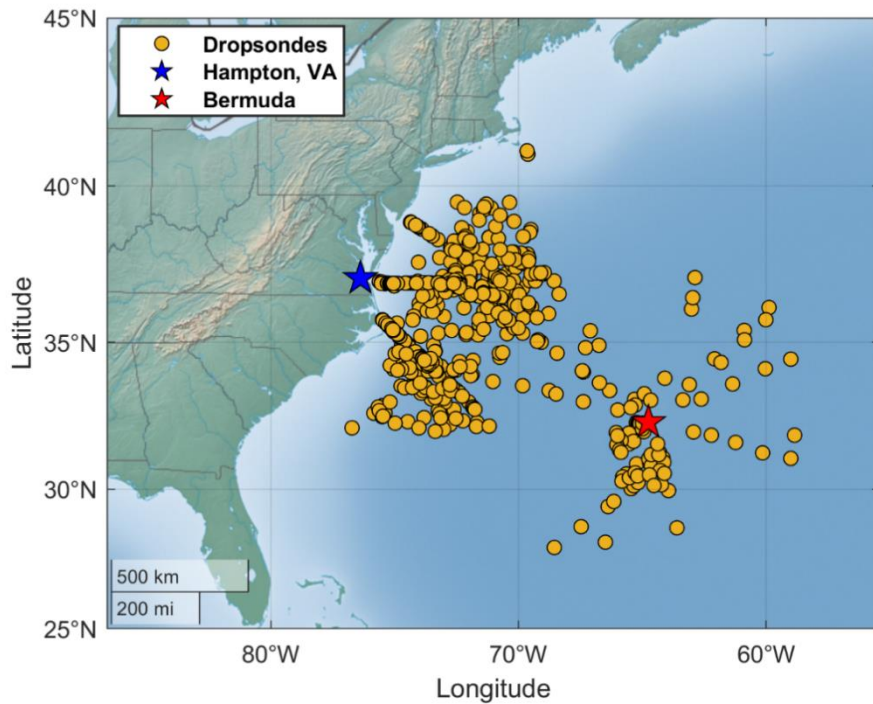 45°N
Dropsondes
Hampton, VA
Bermuda
40°N
35°N
30°N
25°N
Latitude
500 km
200 mi
80°W
70°W
60°W
Longitude